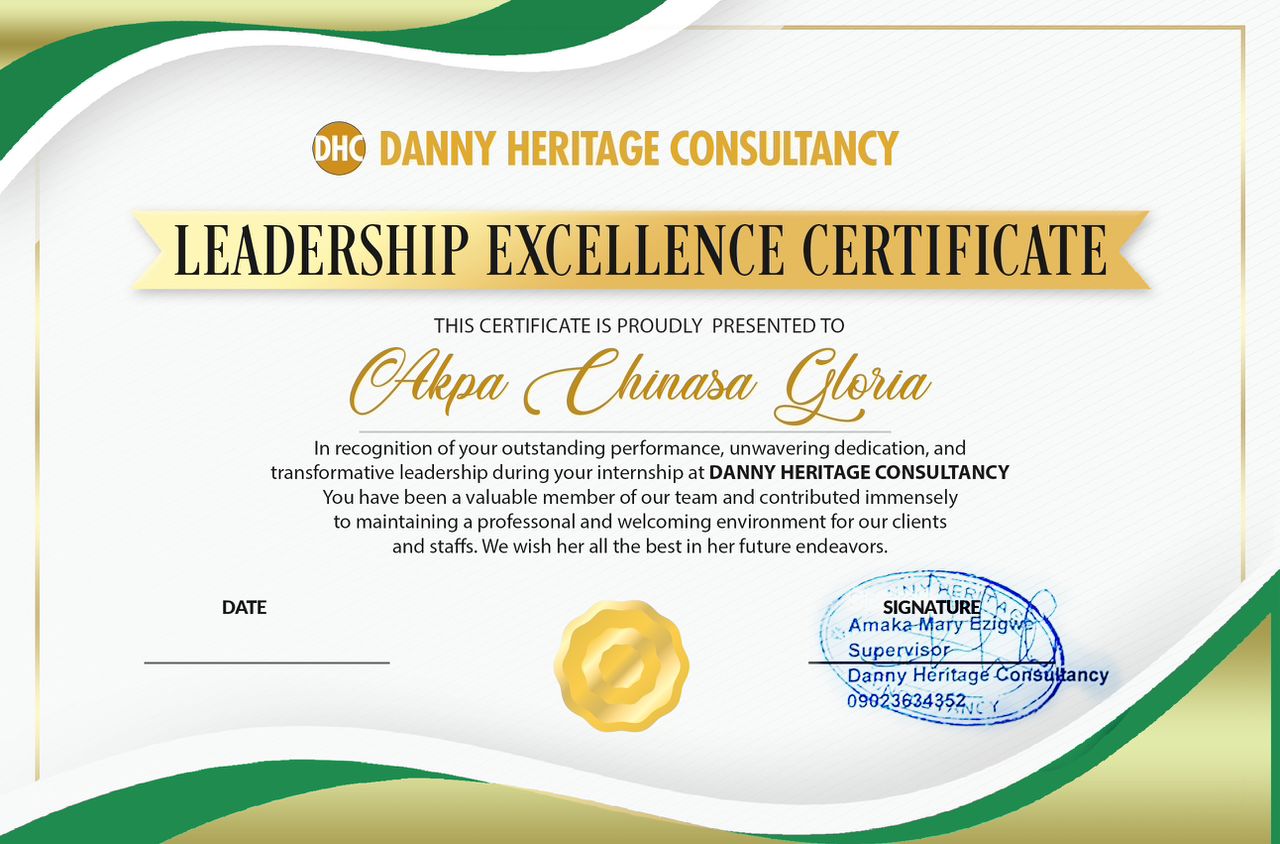 DHC DANNY HERITAGE CONSULTANCY
LEADERSHIP EXCELLENCE CERTIFICATE
THIS CERTIFICATE IS PROUDLY PRESENTED TO
Akpa Chinasa Gloria
In recognition of your outstanding performance, unwavering dedication, and
transformative leadership during your internship at DANNY HERITAGE CONSULTANCY
You have been a valuable member of our team and contributed immensely
to maintaining a professonal and welcoming environment for our clients
and staffs. We wish her all the best in her future endeavors.
DATE
SIGNATURE
Amaka Mary Ezigwe
Supervisor
Danny Heritage Consultancy
09023634352